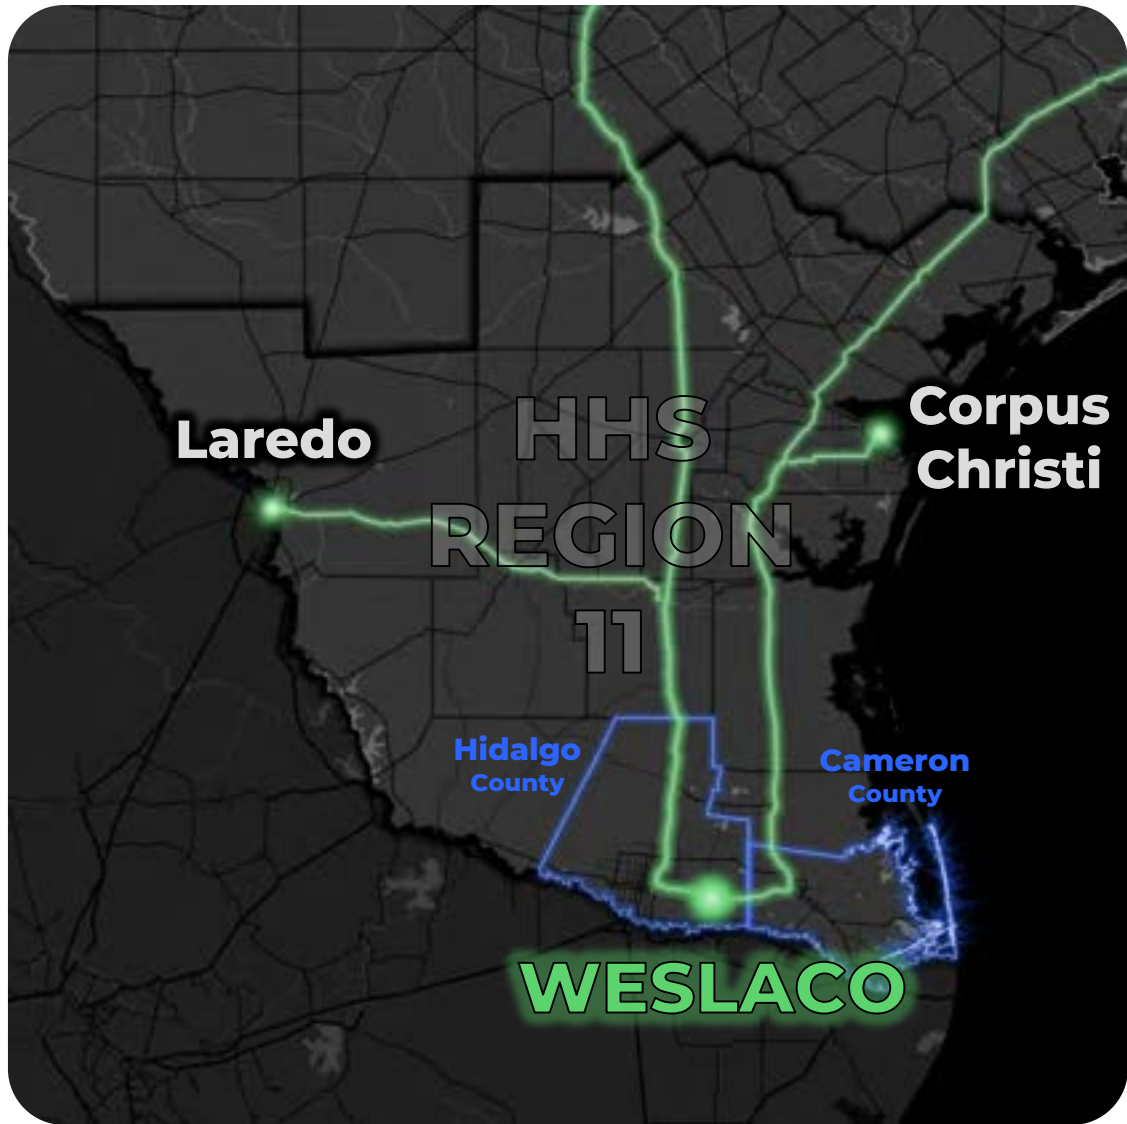 Laredo
Corpus
Christi
HHS
REGION
11
Hidalgo
County
Cameron
County
WESLACO